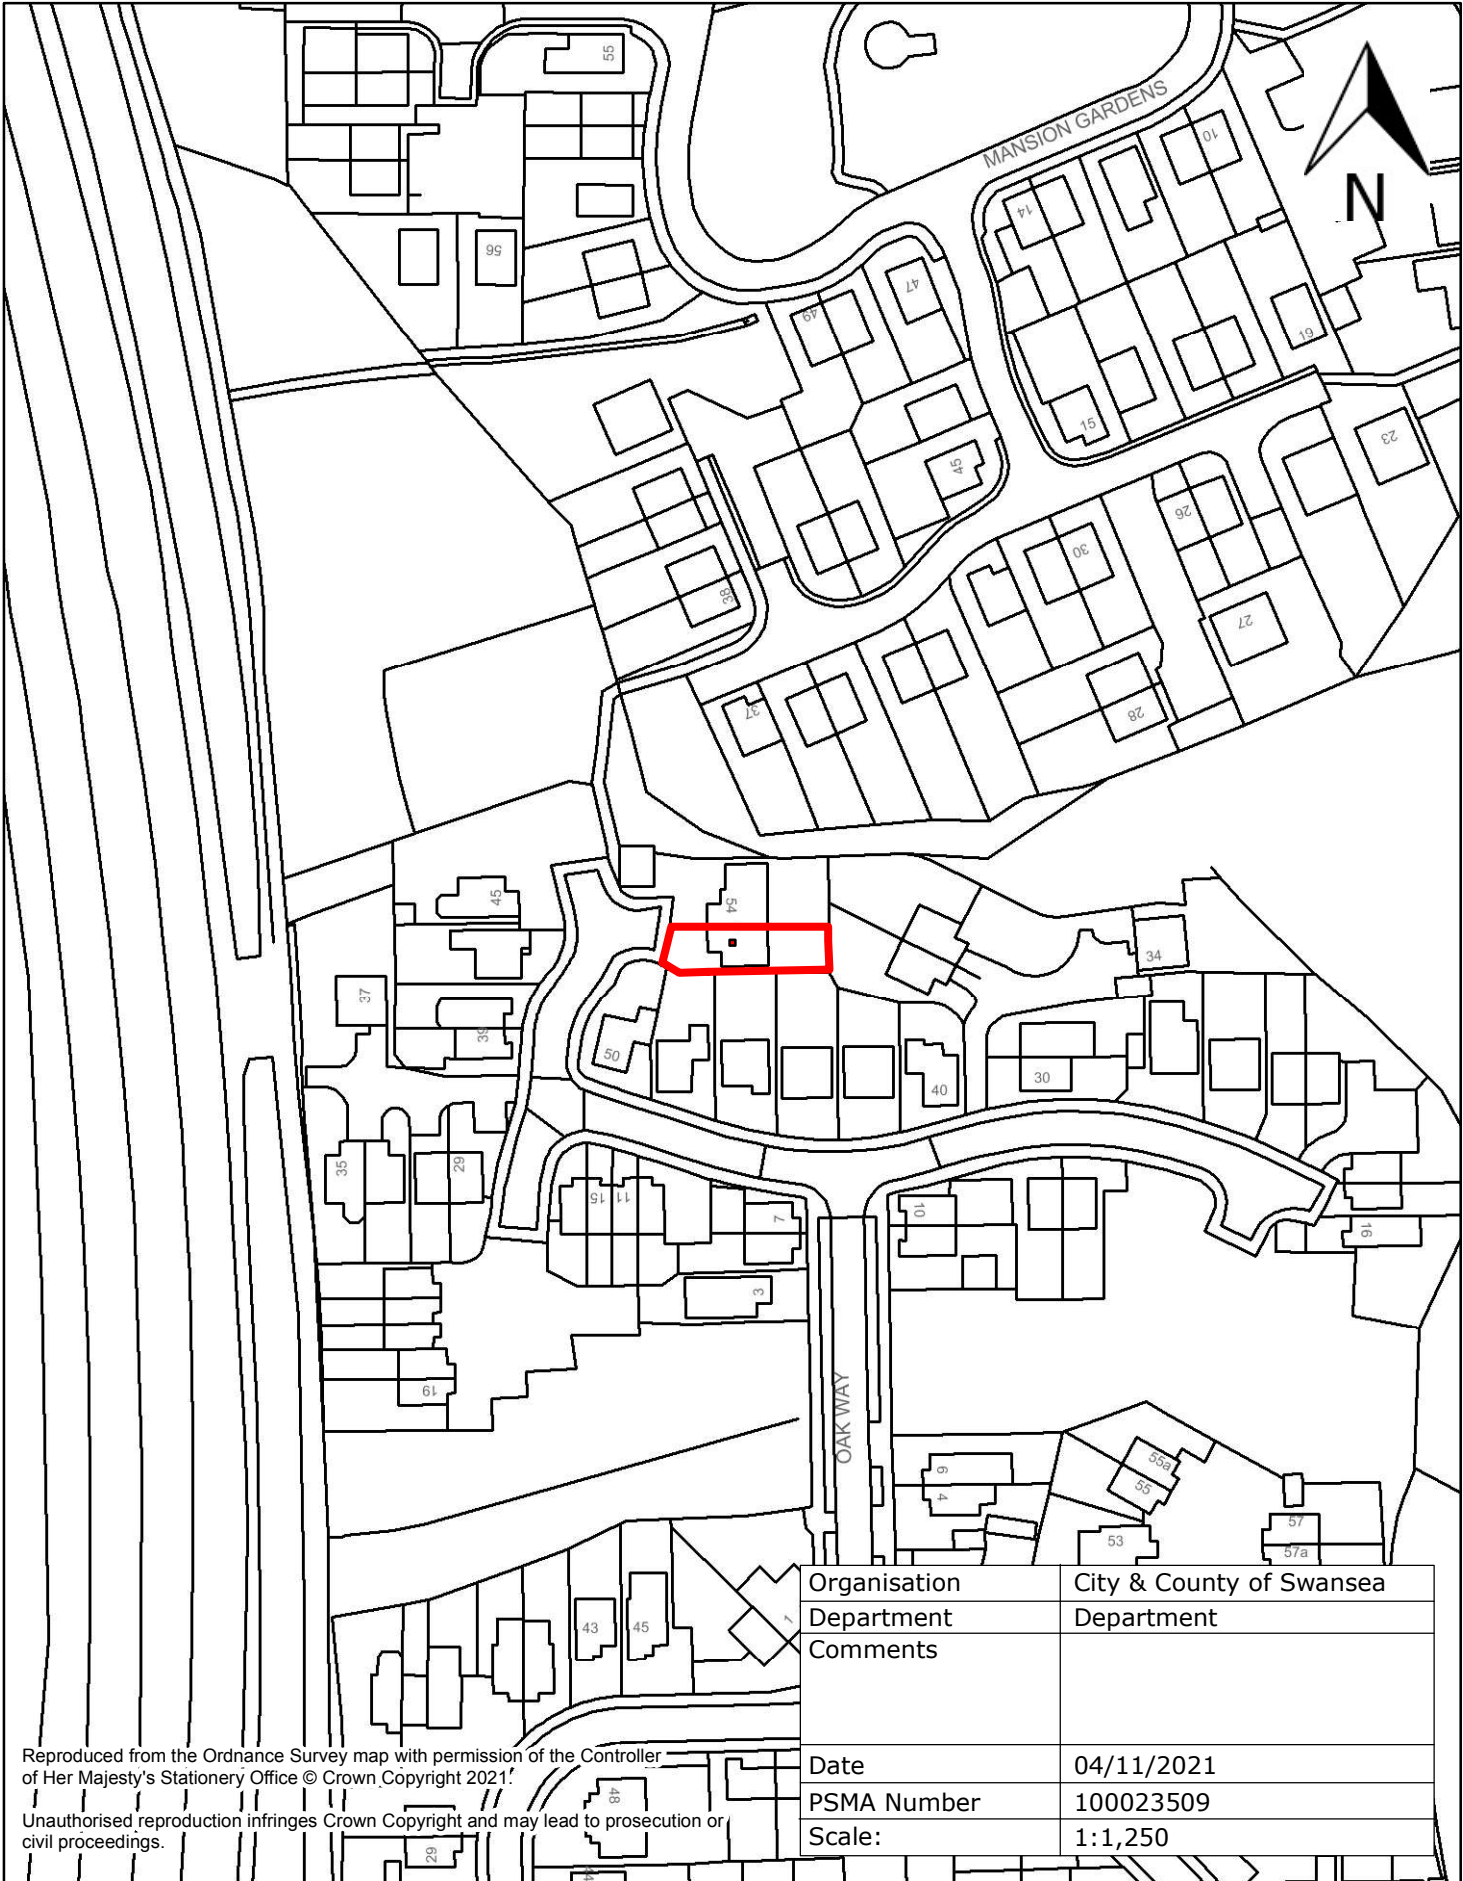 55
MANSION GARDENS
10
N
14
56
47
49
19
15
23
45
26
30
38
27
37
28
45
54
34
37
39
50
40
30
35
29
15
11
7
10
16
3
19
OAK WAY
6
4
55a
55
53
57
57a
43
45
1
Organisation City & County of Swansea
Department Department
Comments
Date 04/11/2021
PSMA Number 100023509
Scale: 1:1,250
Reproduced from the Ordnance Survey map with permission of the Controller
of Her Majesty's Stationery Office © Crown Copyright 2021.
Unauthorised reproduction infringes Crown Copyright and may lead to prosecution or
civil proceedings.
48
29